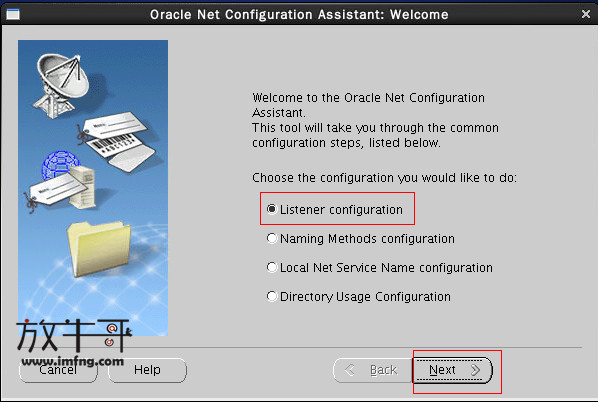 Oracle Net Configuration Assistant: Welcome
Welcome to the Oracle Net Configuration
Assistant.
This tool will take you through the common
configuration steps, listed below.
Choose the configuration you would like to do:
Listener configuration
Naming Methods configuration
Local Net Service Name configuration
Directory Usage Configuration
ABC123
放牛哥
www.imfng.com
Cancel
Help
Back
Next